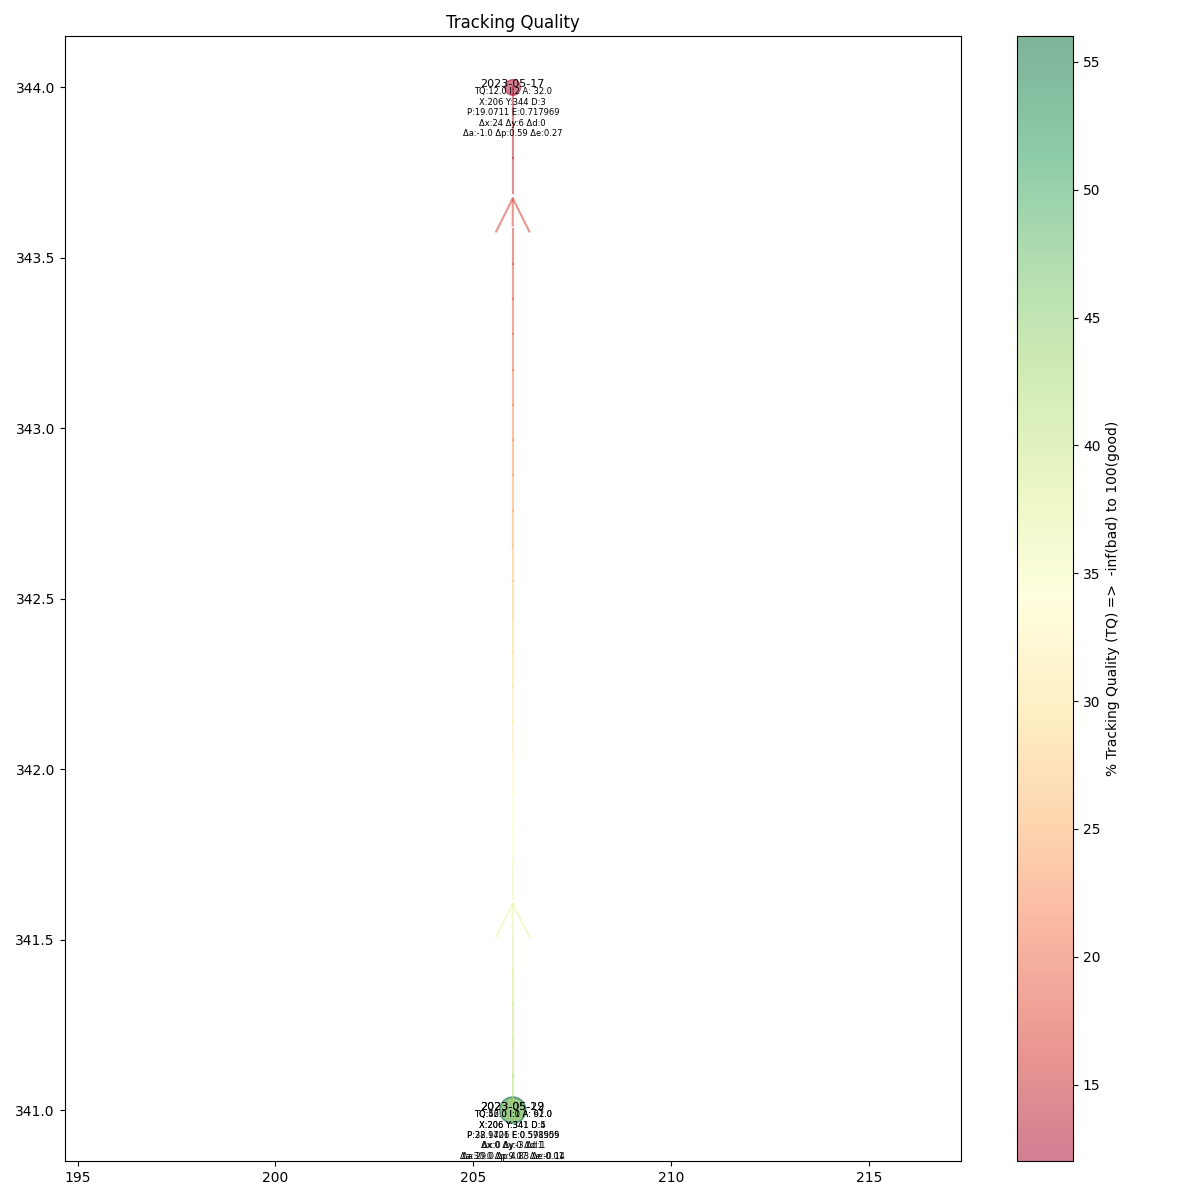 Tracking Quality
344.0
343.5
343.0
342.5
342.0
341.5
341.0
195
200
205
210
215
2023-05-17
A: 32.0
X:206 Y:344 D:3
P:19.0711 E:0.717969
Δx:24 Δy:6 Δd:0
Δa:-1.0 Δp:0.59 Δe:0.27
X:206 Y:341
55
50
45
40
35
30
25
20
15
% Tracking Quality (TQ) => -inf(bad) to 100(good)